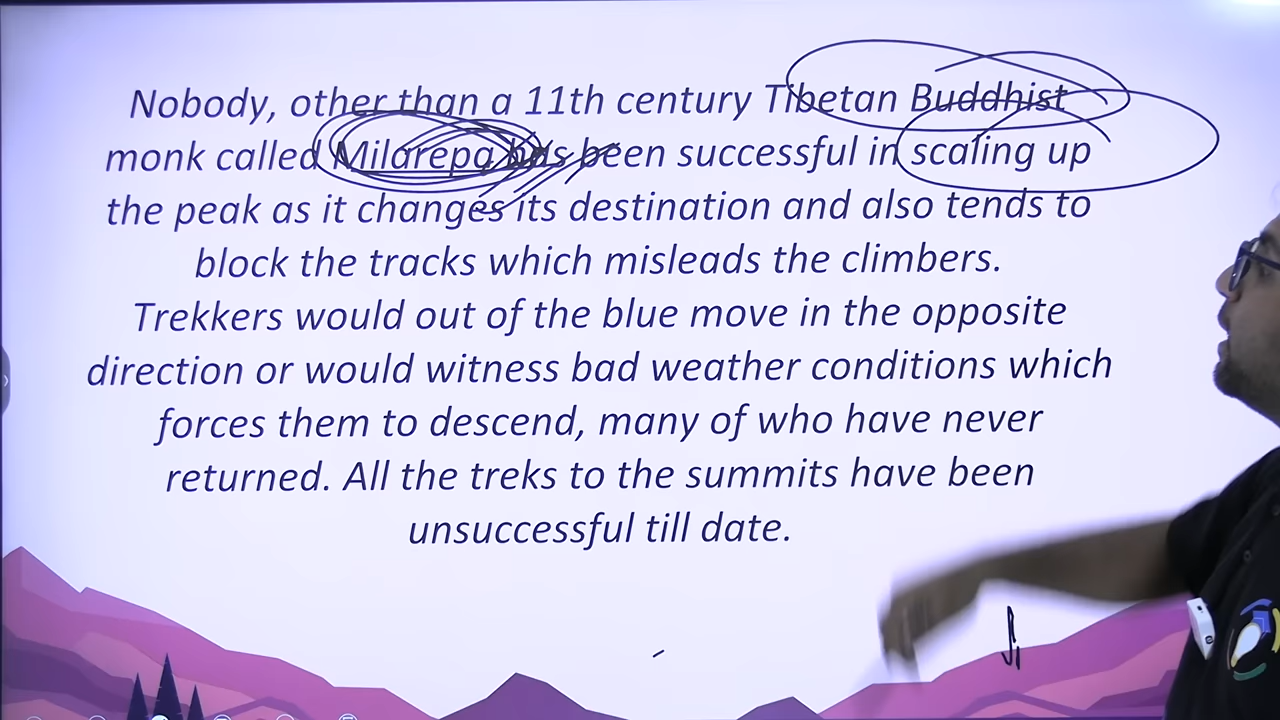 Nobody, other than a 11th century Tibetan Buddhist
monk called Milarepa has been successful in scaling up
the peak as it changes its destination and also tends to
block the tracks which misleads the climbers.
Trekkers would out of the blue move in the opposite
direction or would witness bad weather conditions which
forces them to descend, many of who have never
returned. All the treks to the summits have been
unsuccessful till date.